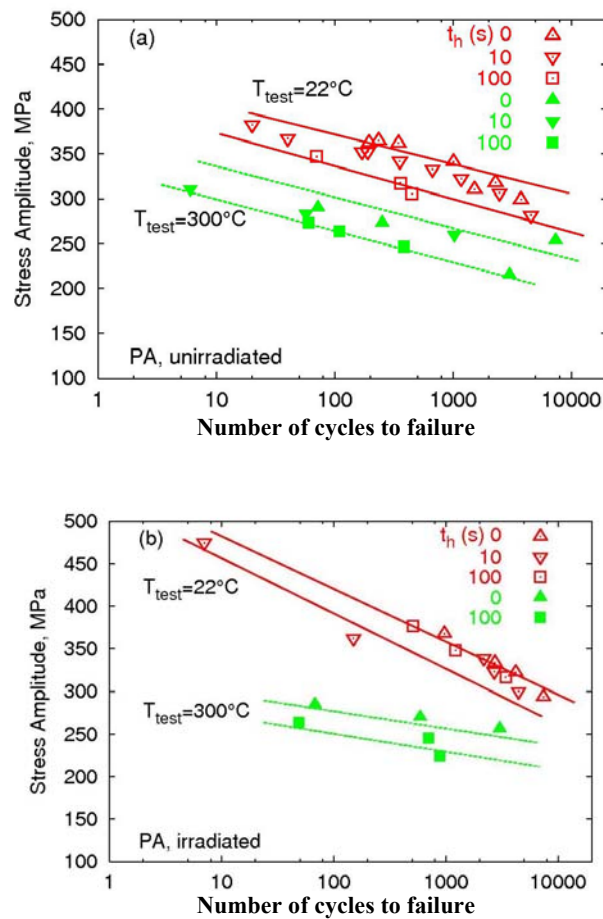 (a)
t_h (s) 0
10
100
0
10
100
T_test=22°C
T_test=300°C
PA, unirradiated
Stress Amplitude, MPa
500
450
400
350
300
250
200
150
100
1 10 100 1000 10000
Number of cycles to failure
(b)
t_h (s) 0
10
100
0
100
T_test=22°C
T_test=300°C
PA, irradiated
Stress Amplitude, MPa
500
450
400
350
300
250
200
150
100
1 10 100 1000 10000
Number of cycles to failure